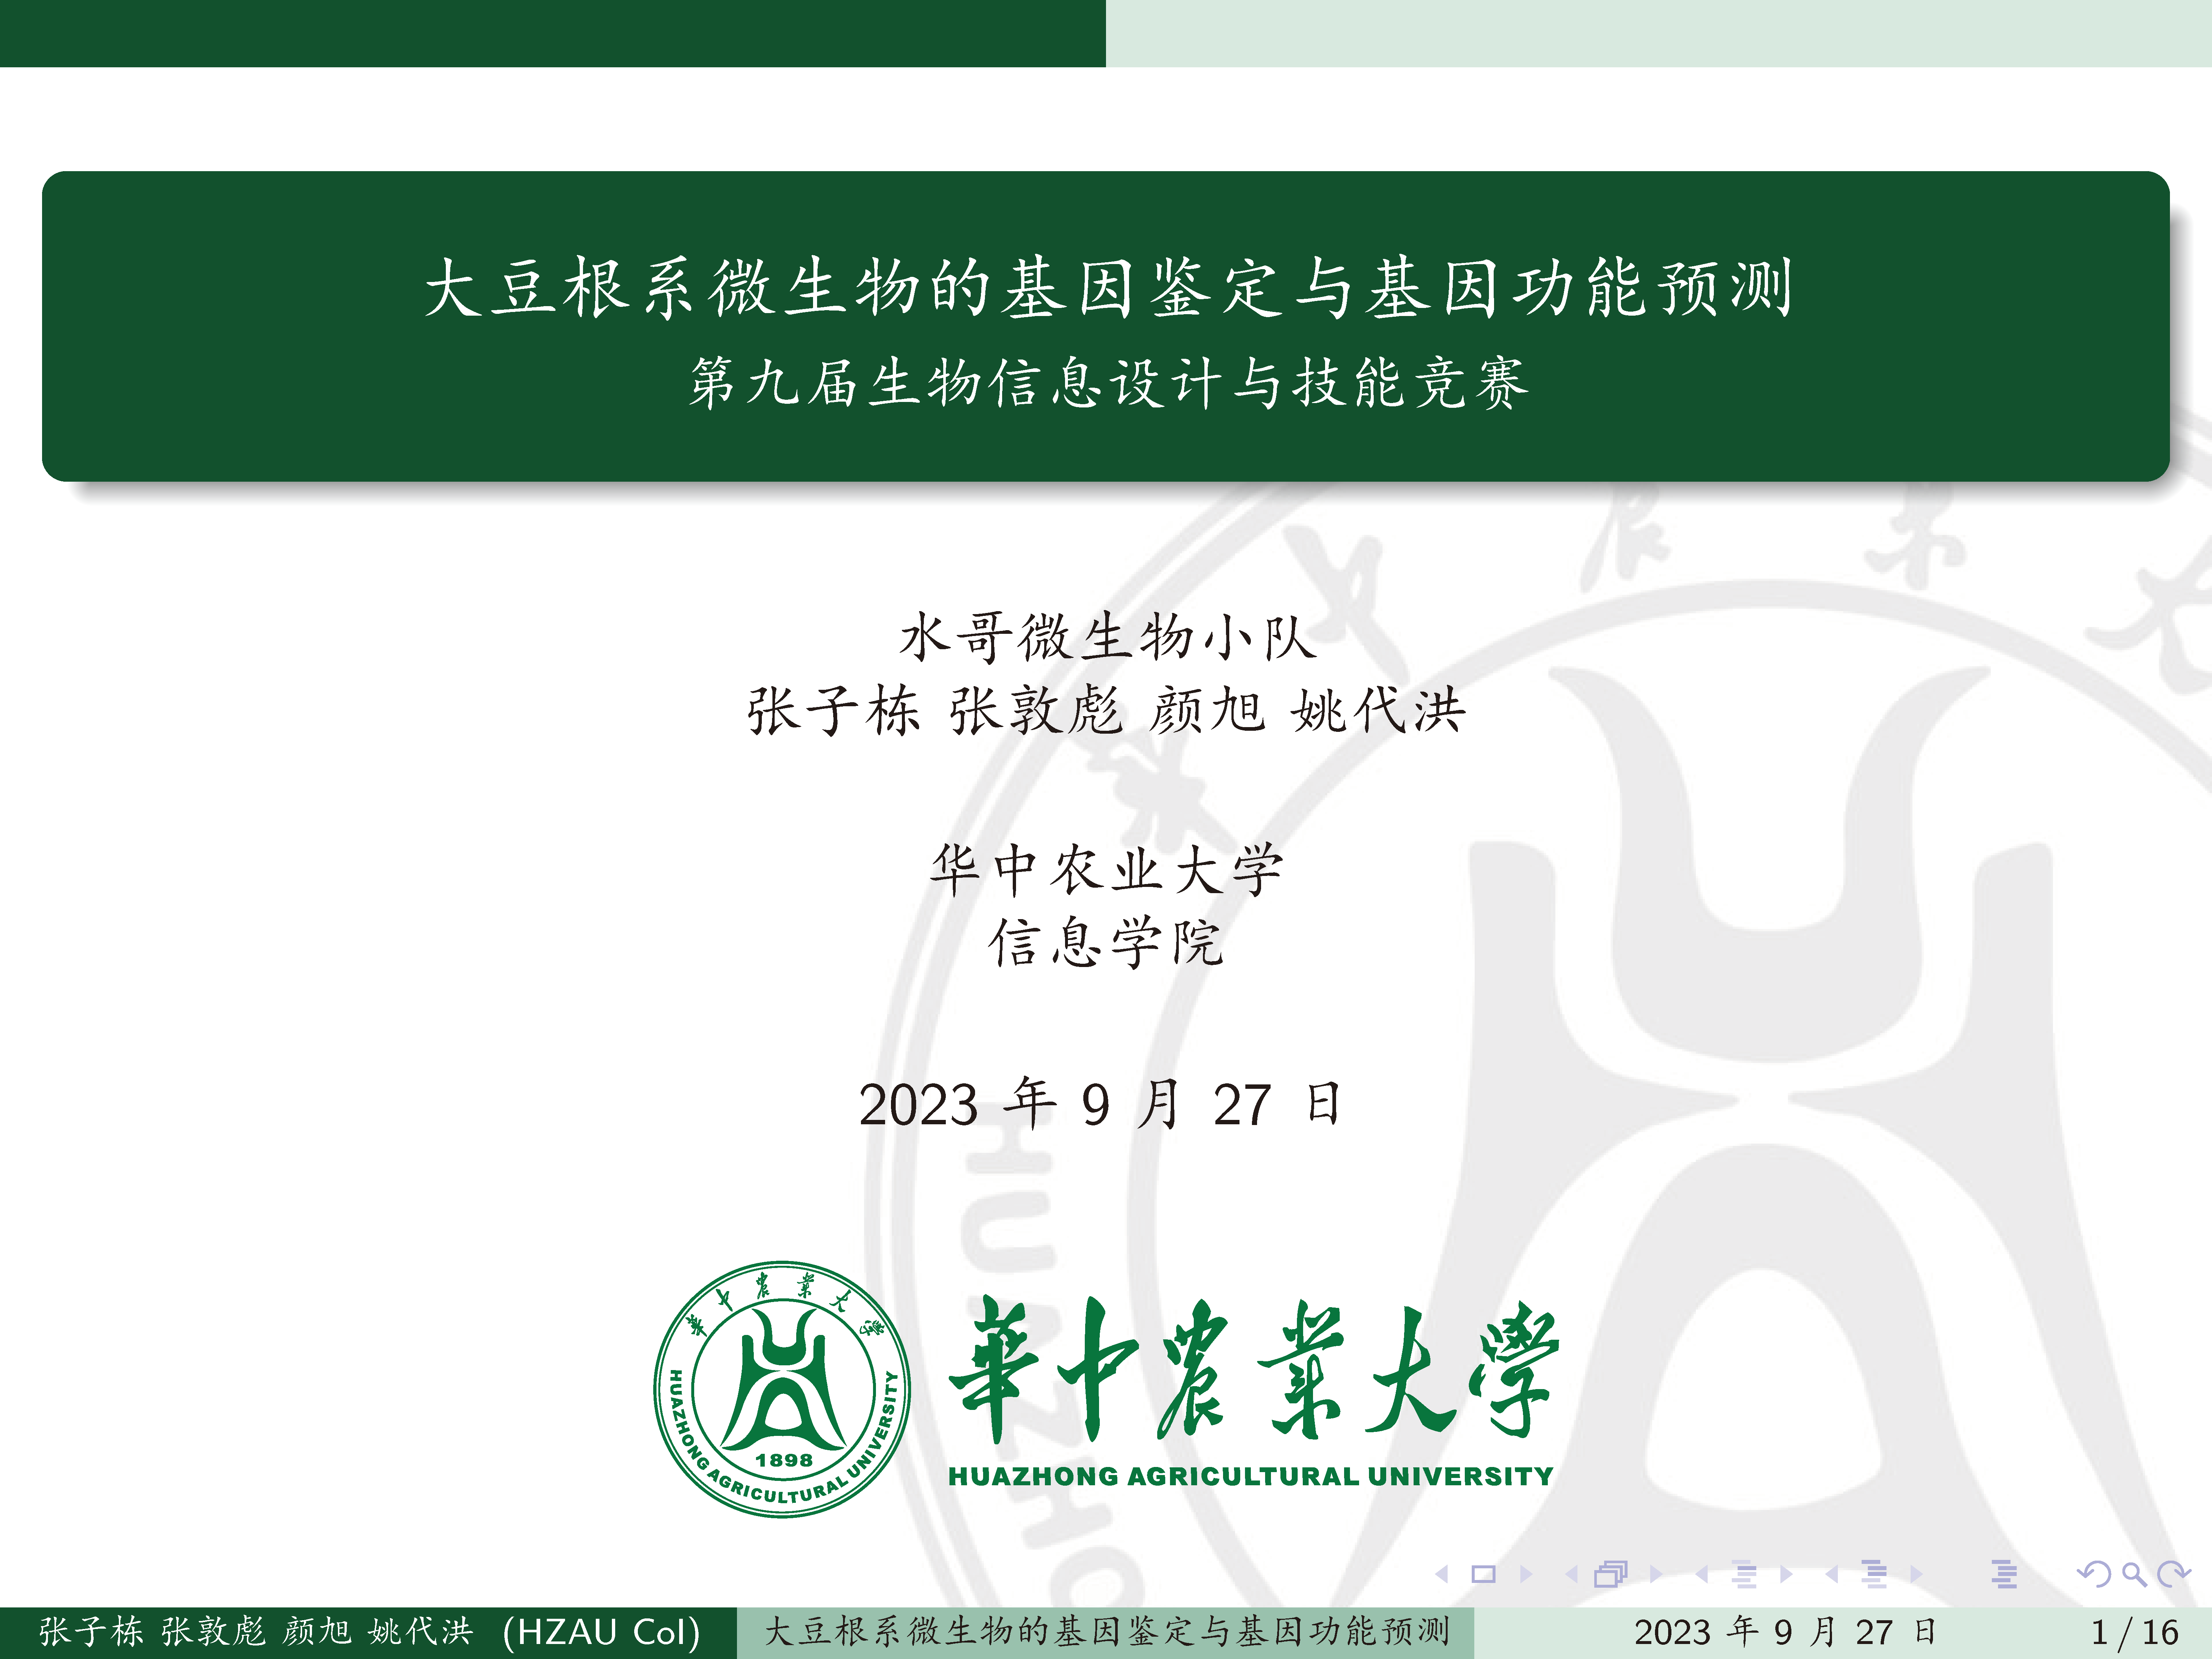 大豆根系微生物的基因鉴定与基因功能预测
第九届生物信息设计与技能竞赛
水哥微生物小队
张子栋 张敦彪 颜旭 姚代洪
华中农业大学
信息学院
2023 年 9 月 27 日
華中農業大學
HUAZHONG AGRICULTURAL UNIVERSITY
1898
華中農業大學
HUAZHONG AGRICULTURAL UNIVERSITY
张子栋 张敦彪 颜旭 姚代洪 (HZAU CoI)
大豆根系微生物的基因鉴定与基因功能预测
2023 年 9 月 27 日
1 / 16